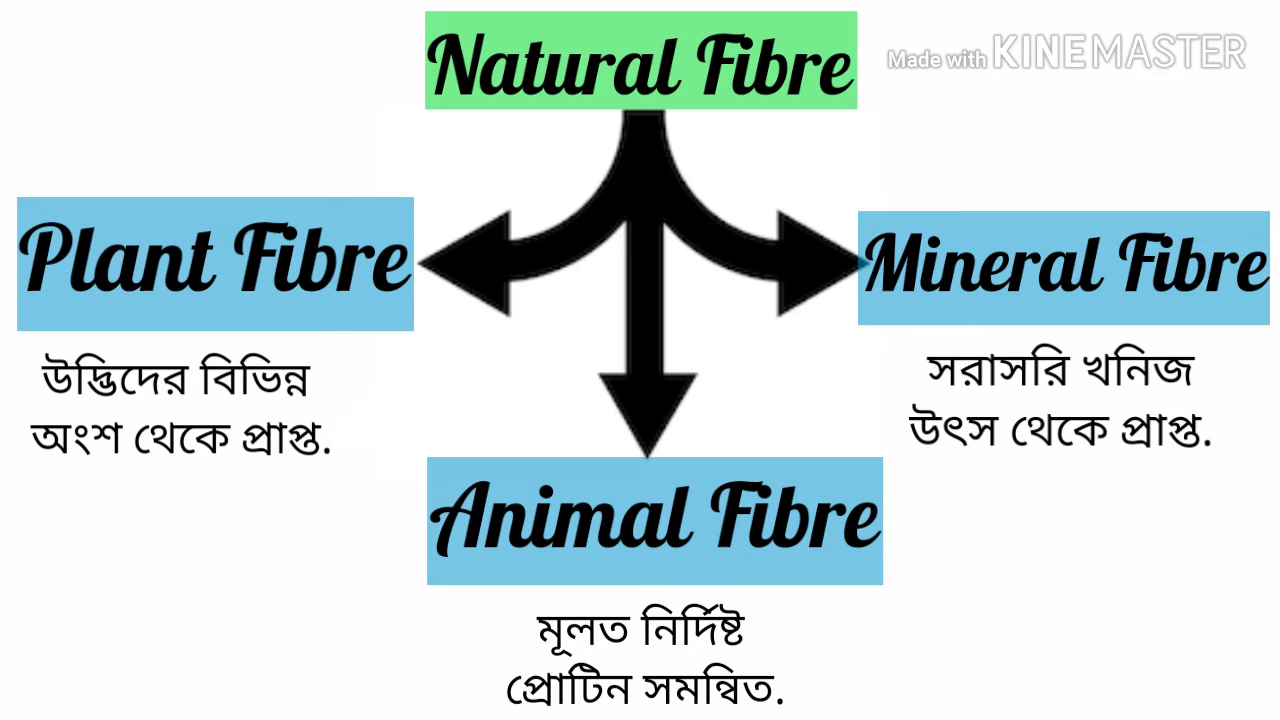 Natural Fibre
Made with KINEMASTER
Plant Fibre
Mineral Fibre
উদ্ভিদের বিভিন্ন
অংশ থেকে প্রাপ্ত.
সরাসরি খনিজ
উৎস থেকে প্রাপ্ত.
Animal Fibre
মূলত নির্দিষ্ট
প্রোটিন সমন্বিত.